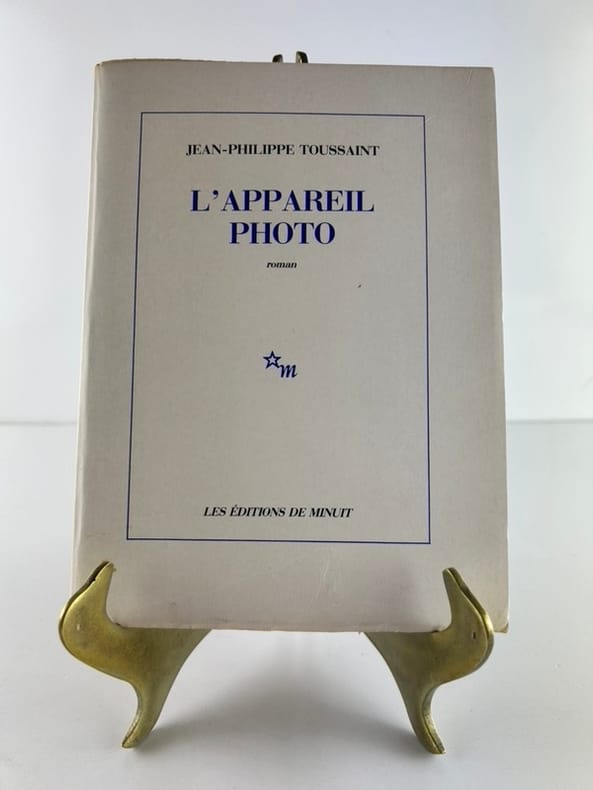 JEAN-PHILIPPE TOUSSAINT
L'APPAREIL
PHOTO
roman
m
LES ÉDITIONS DE MINUIT